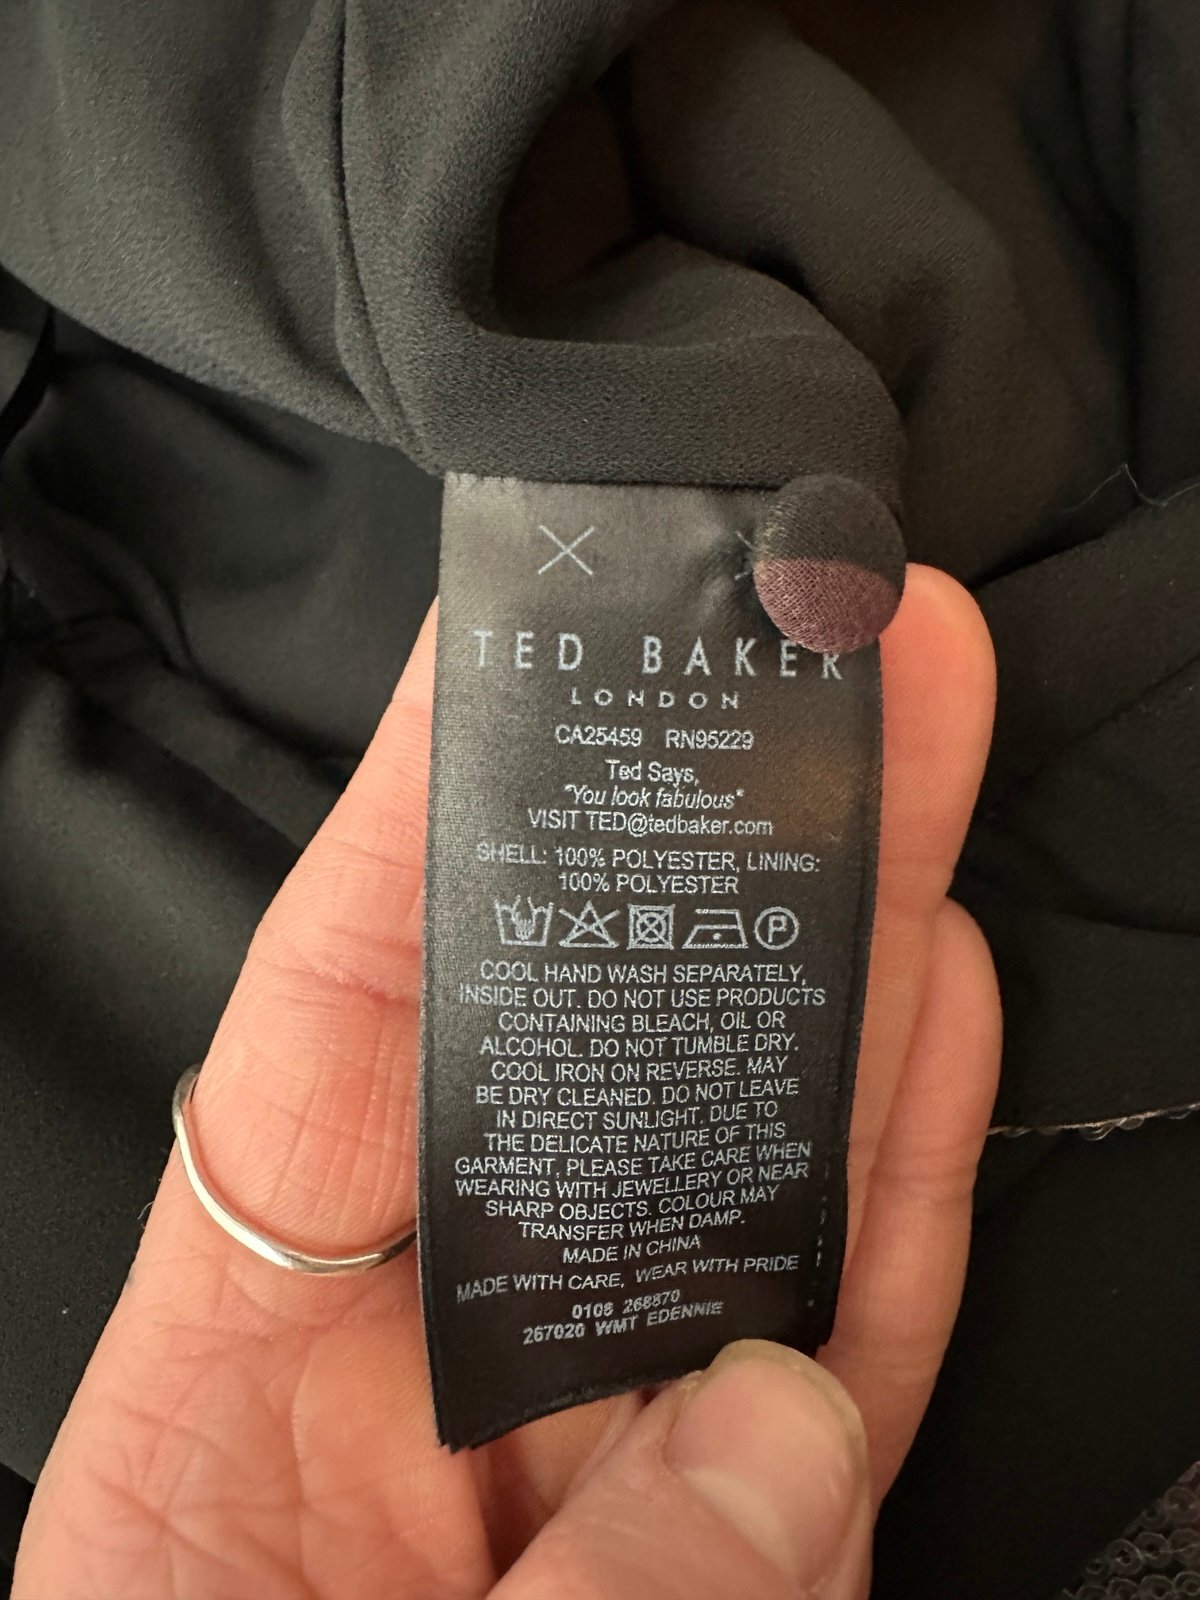 TED BAKER
LONDON
CA25459 RN95229
Ted Says,
"You look fabulous"
VISIT TED@tedbaker.com
SHELL: 100% POLYESTER, LINING:
100% POLYESTER
P
COOL HAND WASH SEPARATELY,
INSIDE OUT. DO NOT USE PRODUCTS
CONTAINING BLEACH, OIL OR
ALCOHOL. DO NOT TUMBLE DRY.
COOL IRON ON REVERSE. MAY
BE DRY CLEANED. DO NOT LEAVE
IN DIRECT SUNLIGHT. DUE TO
THE DELICATE NATURE OF THIS
GARMENT, PLEASE TAKE CARE WHEN
WEARING WITH JEWELLERY OR NEAR
SHARP OBJECTS. COLOUR MAY
TRANSFER WHEN DAMP.
MADE IN CHINA
MADE WITH CARE, WEAR WITH PRIDE
0108 268870
267020 WMT EDENNIE